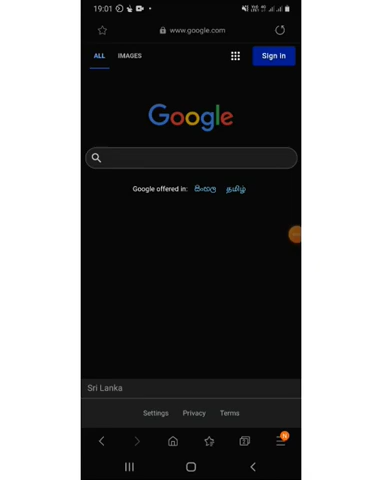 19:01
www.google.com
ALL IMAGES Sign in
Google
Google offered in: සිංහල தமிழ்
Sri Lanka
Settings Privacy Terms
N